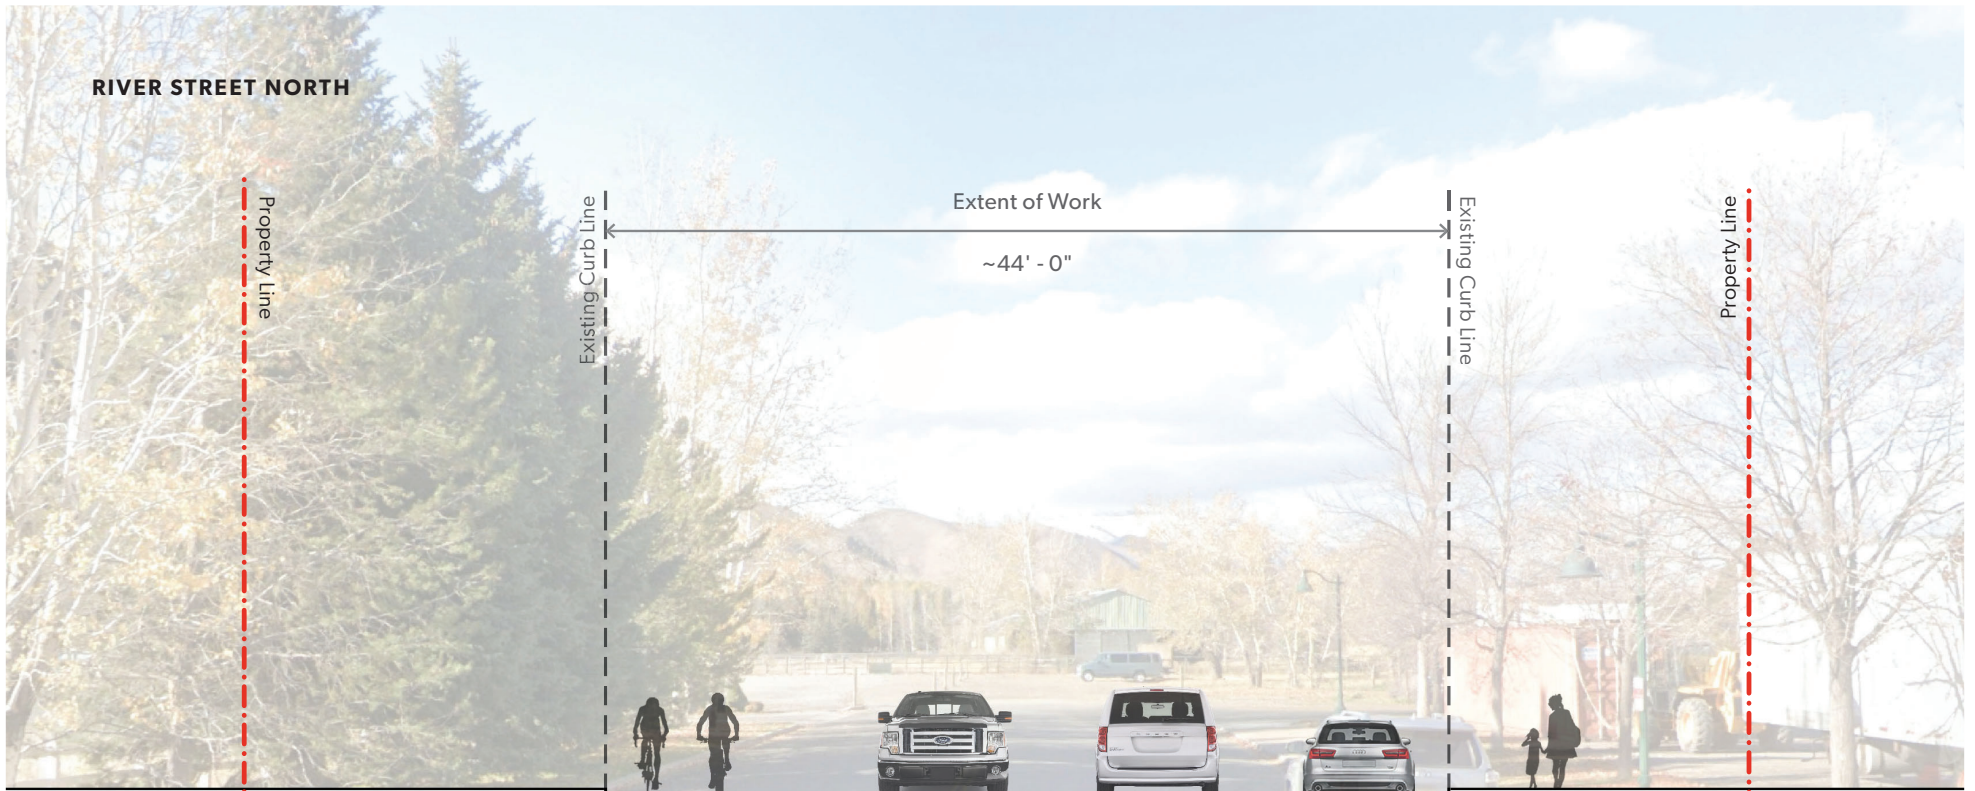 RIVER STREET NORTH
Property Line
Existing Curb Line
Extent of Work
~44' - 0"
Existing Curb Line
Property Line